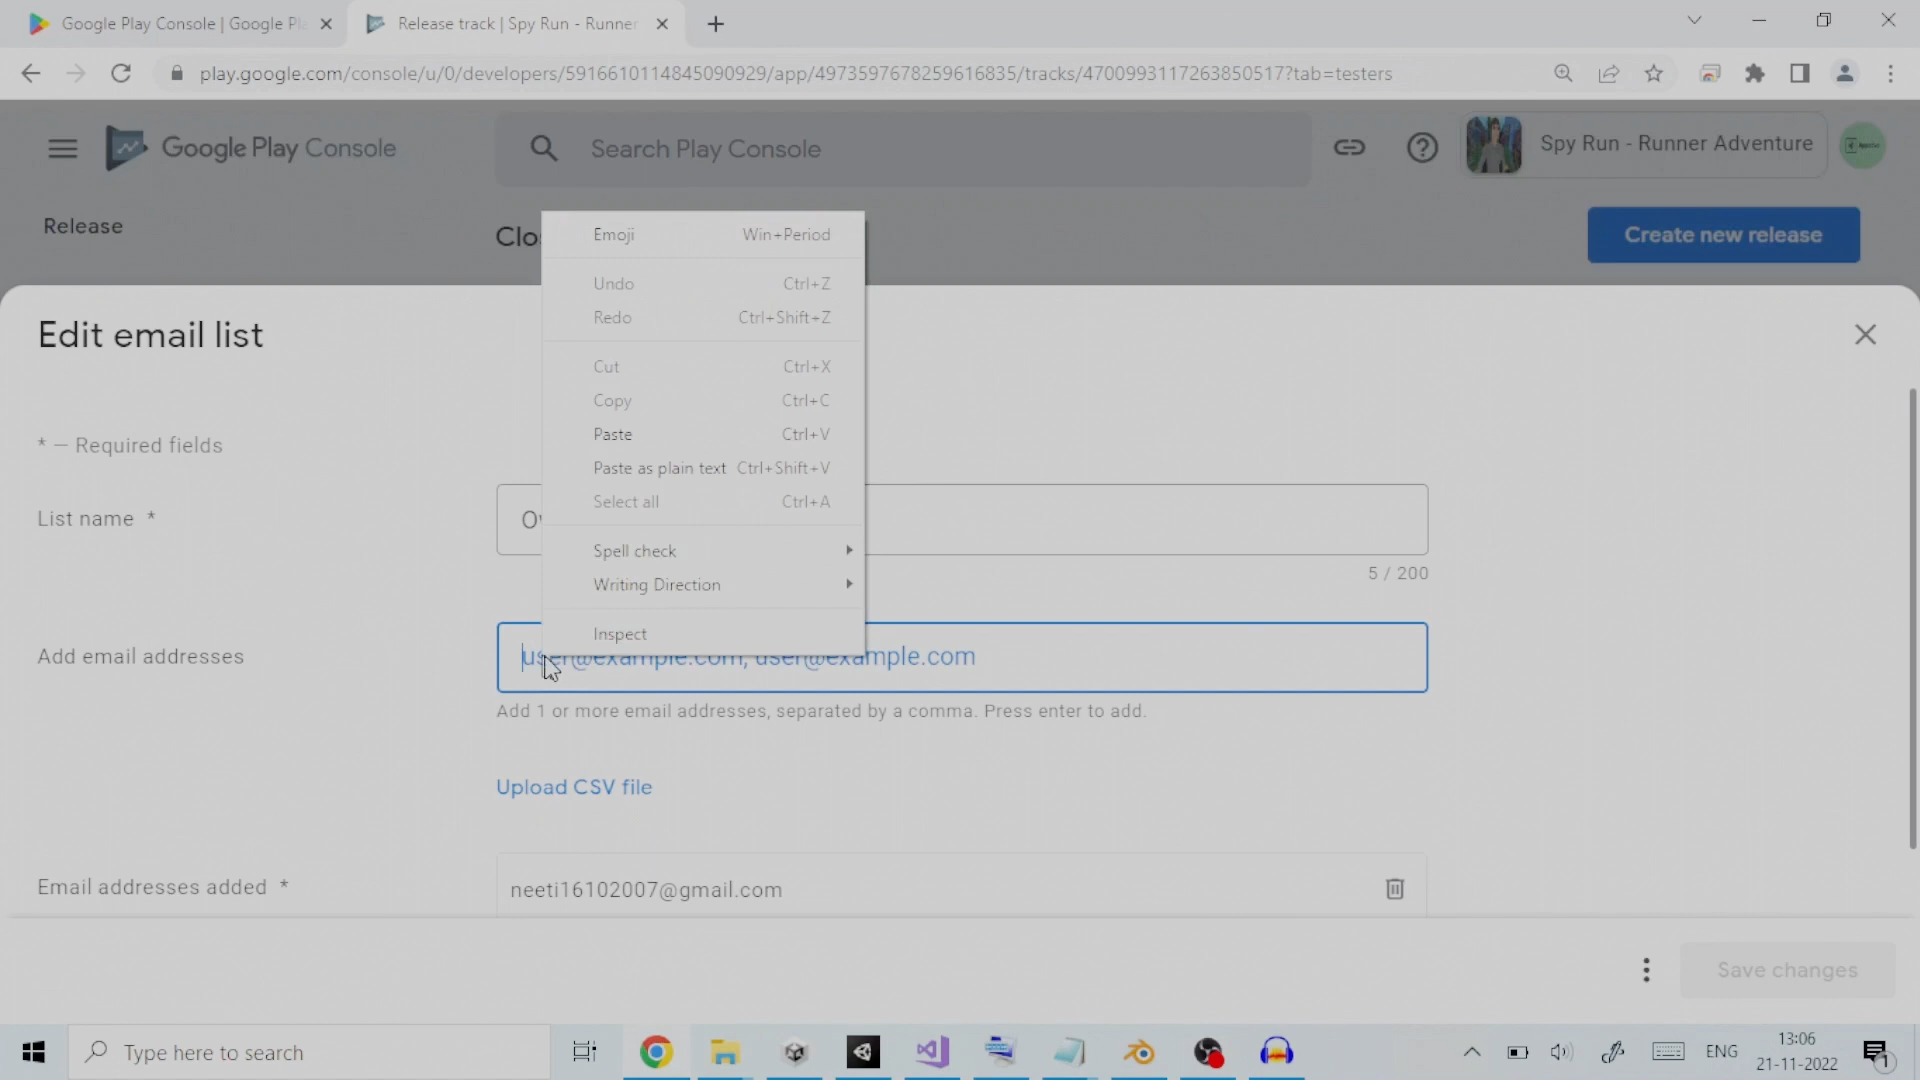 Google Play Console | Google Pla
Release track | Spy Run - Runner
play.google.com/console/u/0/developers/5916610114845090929/app/4973597678259616835/tracks/4700993117263850517?tab=testers
Google Play Console
Search Play Console
Spy Run - Runner Adventure
Release
Clo
Create new release
Edit email list
Emoji Win+Period
Undo Ctrl+Z
Redo Ctrl+Shift+Z
Cut Ctrl+X
Copy Ctrl+C
Paste Ctrl+V
Paste as plain text Ctrl+Shift+V
Select all Ctrl+A
Spell check
Writing Direction
Inspect
* — Required fields
List name *
5 / 200
Add email addresses
user@example.com, user@example.com
Add 1 or more email addresses, separated by a comma. Press enter to add.
Upload CSV file
Email addresses added *
neeti16102007@gmail.com
Save changes
Type here to search
ENG
13:06
21-11-2022
1